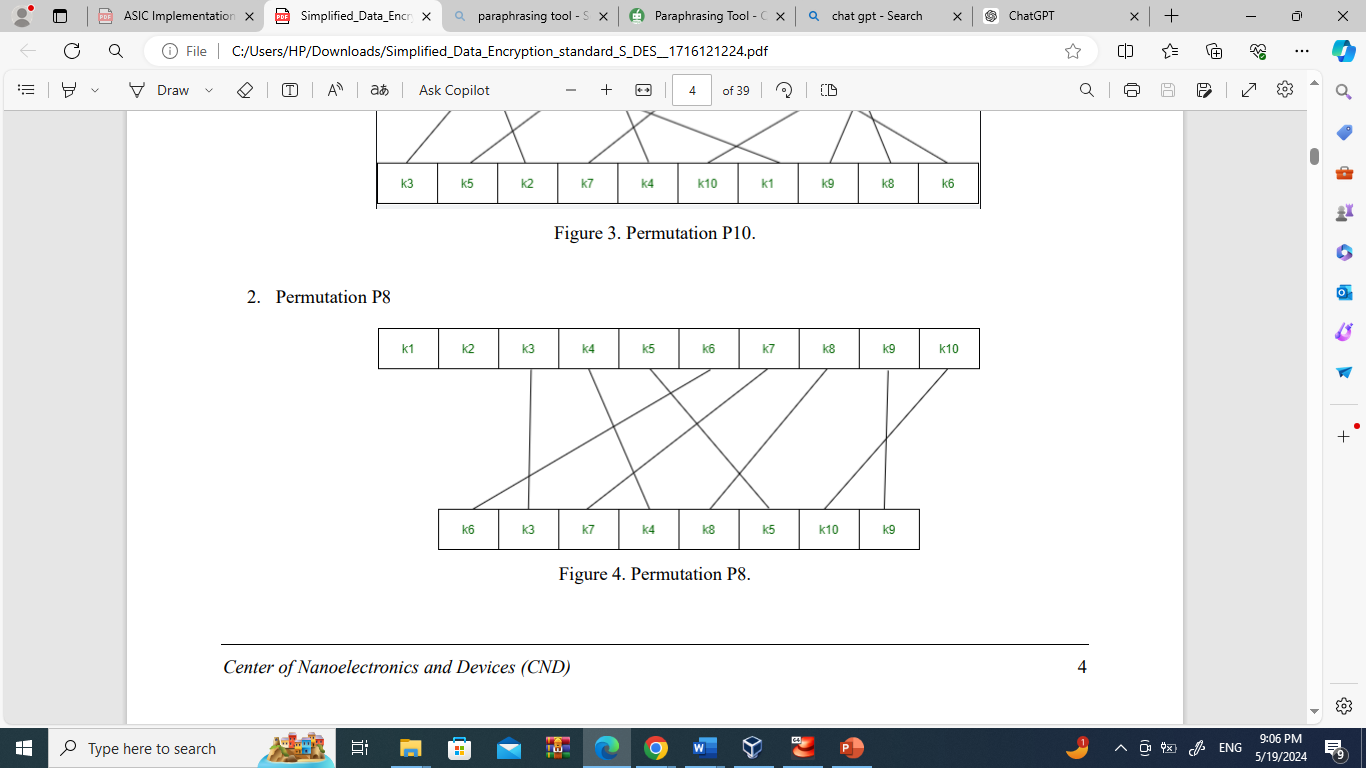 ASIC Implementation
Simplified_Data_Encr
paraphrasing tool - S
Paraphrasing Tool - C
chat gpt - Search
ChatGPT
File
C:/Users/HP/Downloads/Simplified_Data_Encryption_standard_S_DES__1716121224.pdf
Draw
aあ
Ask Copilot
4
of 39
k3 k5 k2 k7 k4 k10 k1 k9 k8 k6
Figure 3. Permutation P10.
2. Permutation P8
k1 k2 k3 k4 k5 k6 k7 k8 k9 k10
k6 k3 k7 k4 k8 k5 k10 k9
Figure 4. Permutation P8.
Center of Nanoelectronics and Devices (CND) 4
Type here to search
1
ENG
9:06 PM
5/19/2024
9